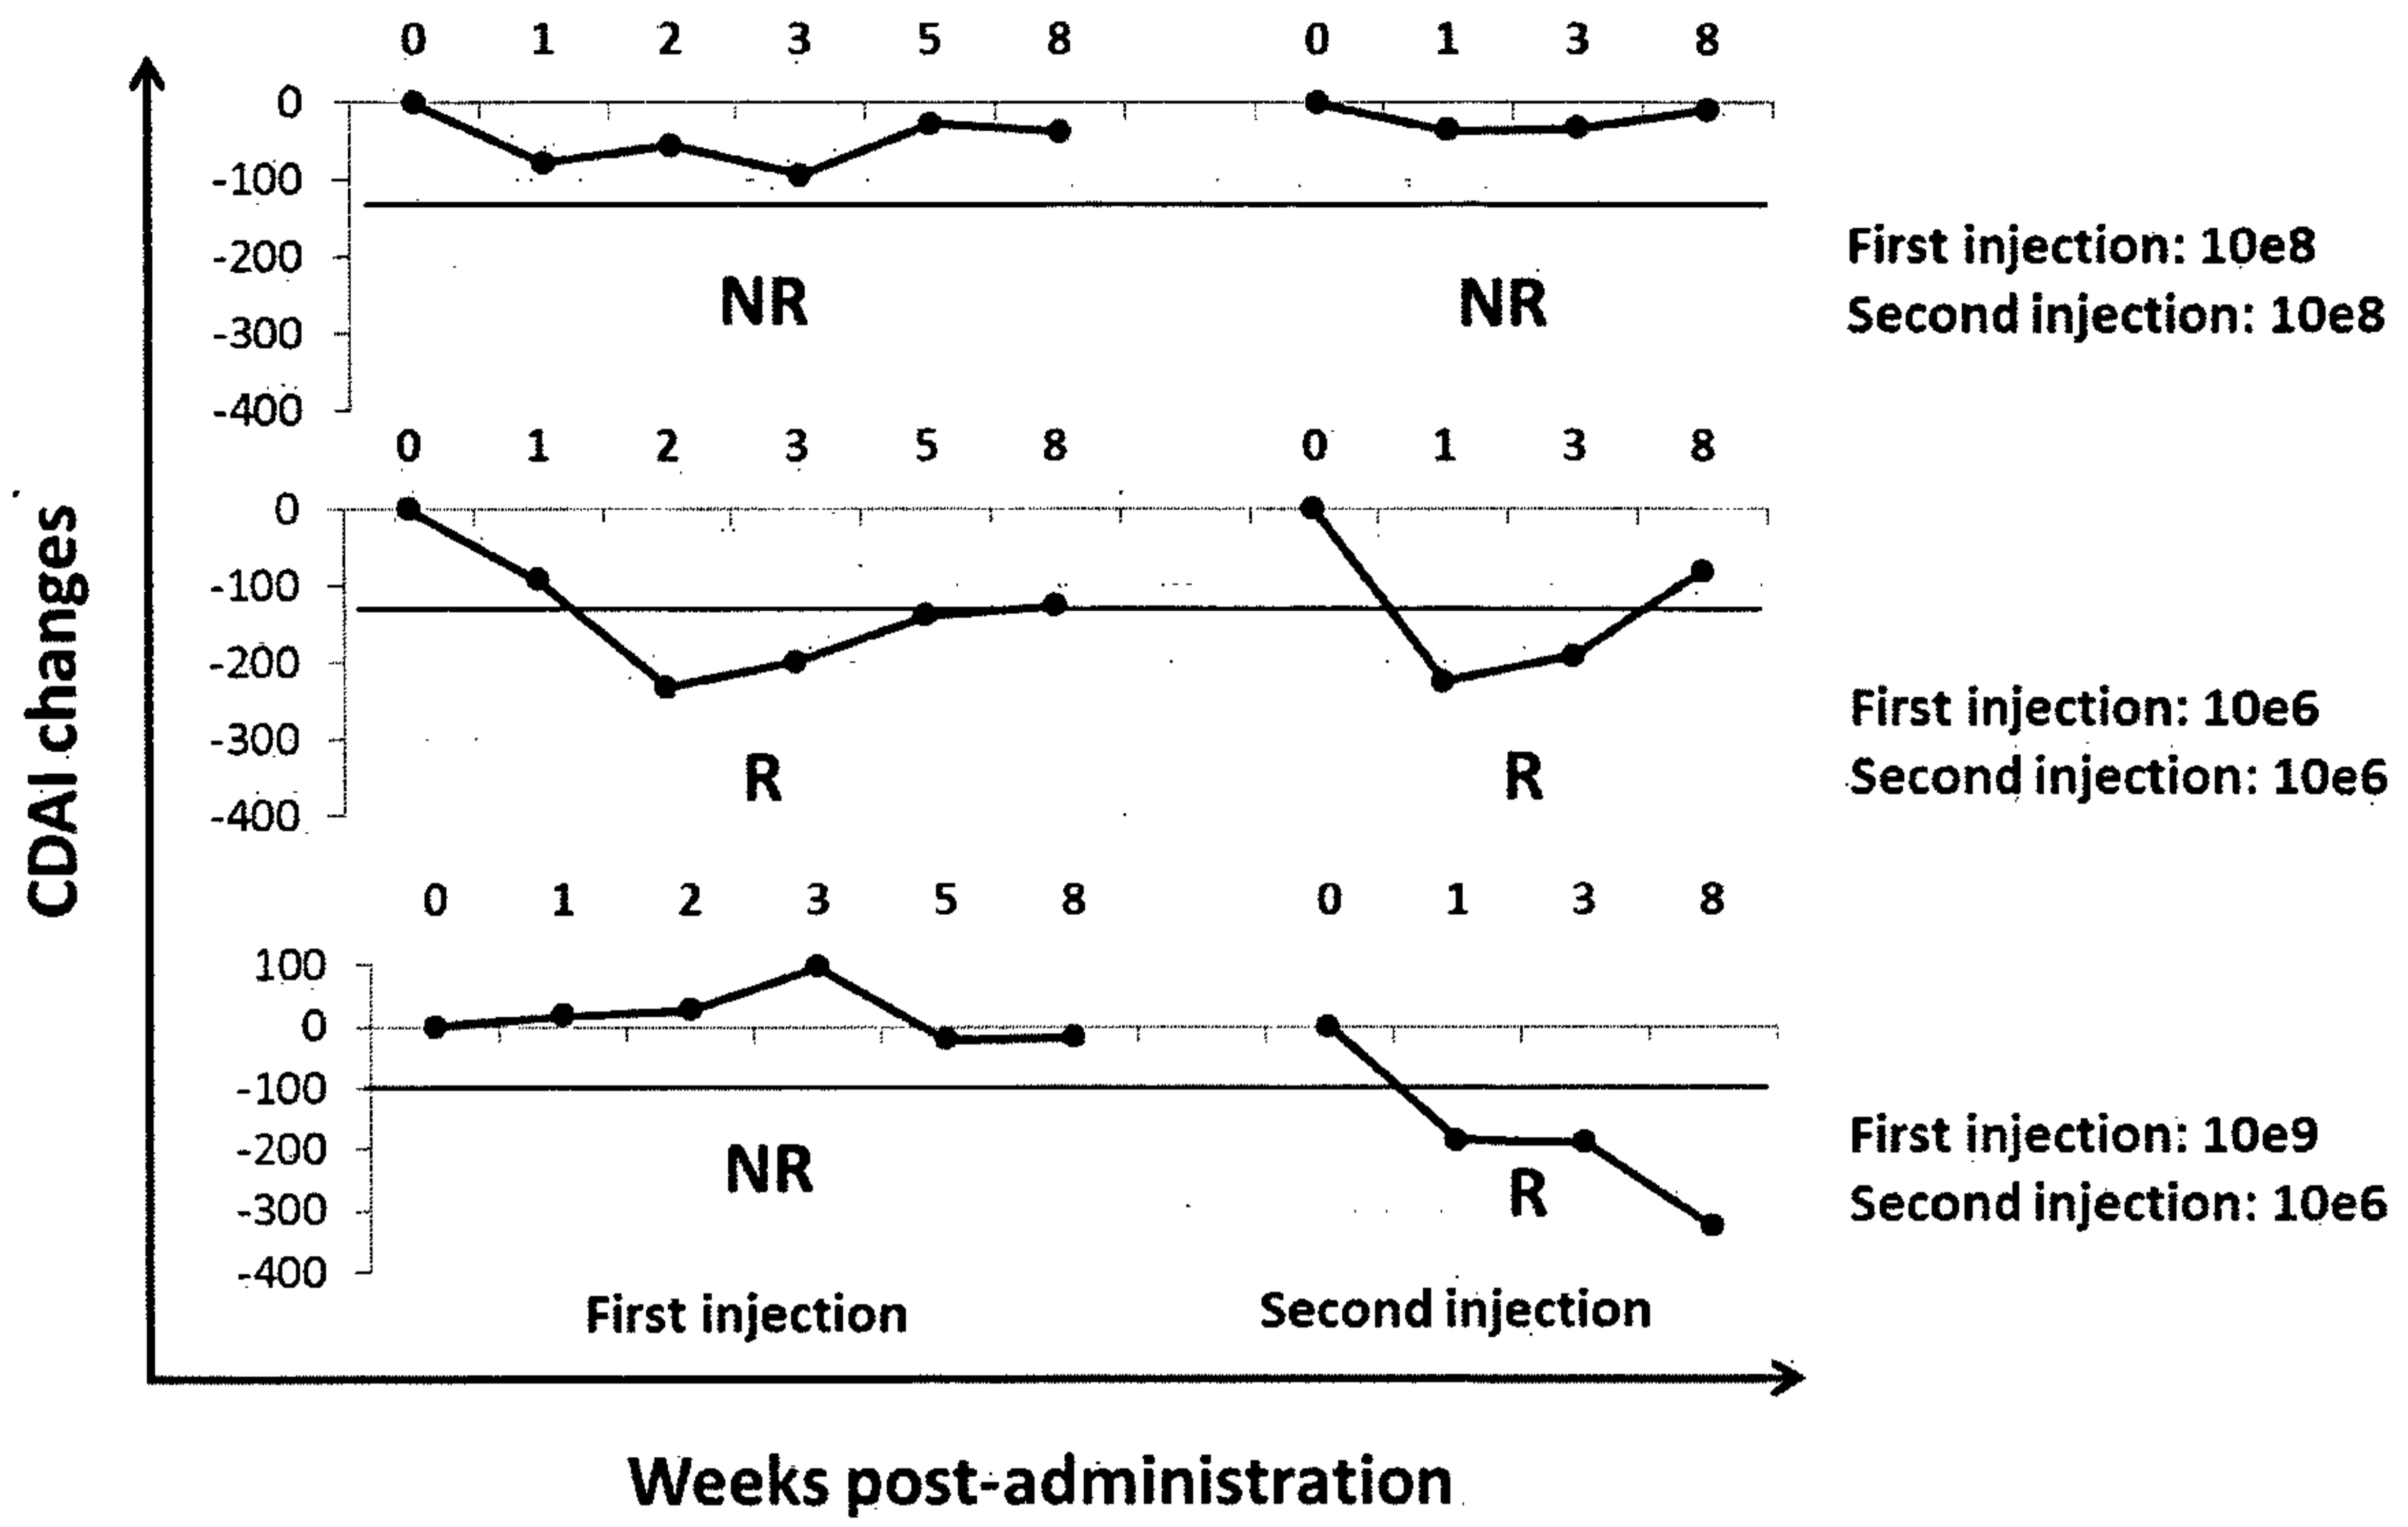 0 1 2 3 5 8 0 1 3 8
0
-100
-200
-300
-400
NR NR
First injection: 10e8
Second injection: 10e8
0 1 2 3 5 8 0 1 3 8
0
-100
-200
-300
-400
R R
First injection: 10e6
Second injection: 10e6
CDAI changes
0 1 2 3 5 8 0 1 3 8
100
0
-100
-200
-300
-400
NR R
First injection: 10e9
Second injection: 10e6
First injection Second injection
Weeks post-administration